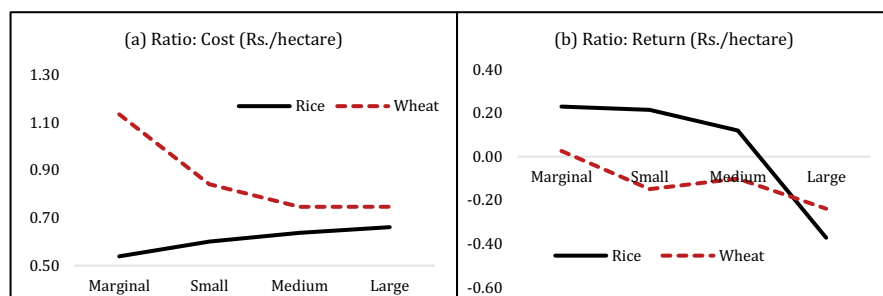 (a) Ratio: Cost (Rs./hectare)
1.30
1.10
0.90
0.70
0.50
Rice
Wheat
Marginal Small Medium Large
(b) Ratio: Return (Rs./hectare)
0.40
0.20
0.00
-0.20
-0.40
-0.60
Marginal Small Medium Large
Rice
Wheat